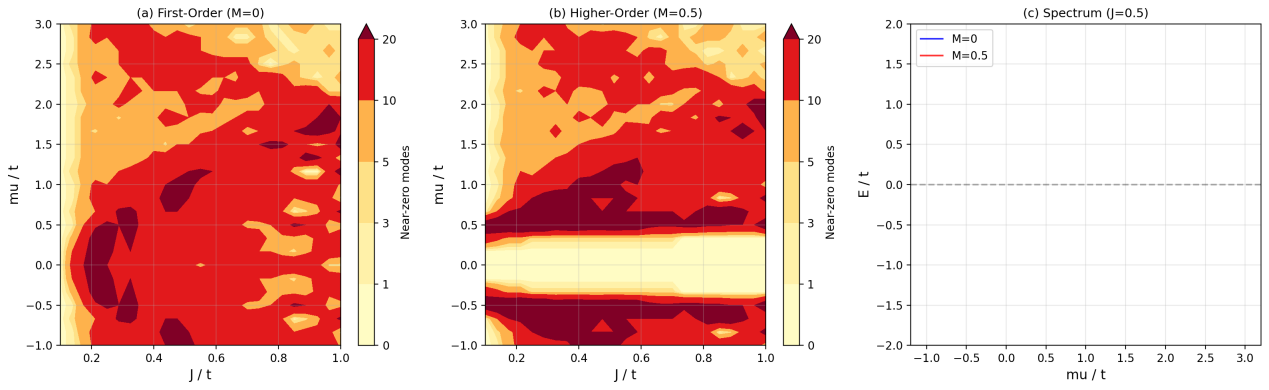 (a) First-Order (M=0)
3.0
2.5
2.0
1.5
1.0
0.5
0.0
−0.5
−1.0
mu / t
0.2 0.4 0.6 0.8 1.0
J / t
20
10
5
3
1
0
Near-zero modes
(b) Higher-Order (M=0.5)
3.0
2.5
2.0
1.5
1.0
0.5
0.0
−0.5
−1.0
mu / t
0.2 0.4 0.6 0.8 1.0
J / t
20
10
5
3
1
0
Near-zero modes
(c) Spectrum (J=0.5)
M=0
M=0.5
2.0
1.5
1.0
0.5
0.0
−0.5
−1.0
−1.5
−2.0
E / t
−1.0 −0.5 0.0 0.5 1.0 1.5 2.0 2.5 3.0
mu / t